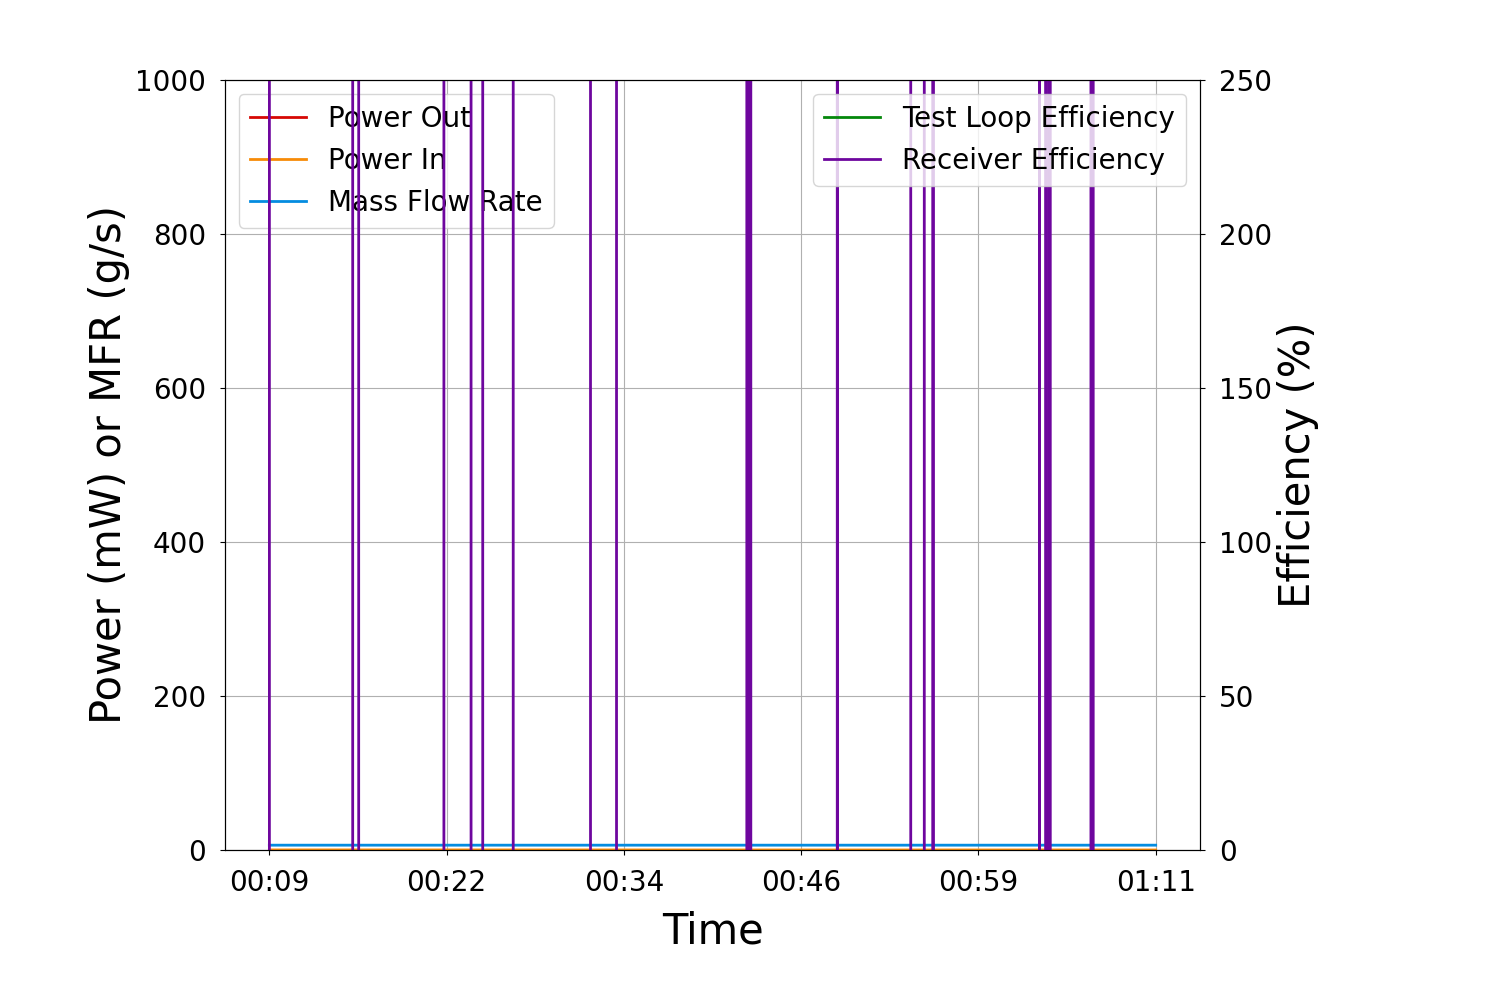 1000
800
600
400
200
0
Power (mW) or MFR (g/s)
Power Out
Power In
Mass Flow Rate
Test Loop Efficiency
Receiver Efficiency
250
200
150
100
50
0
Efficiency (%)
00:09 00:22 00:34 00:46 00:59 01:11
Time